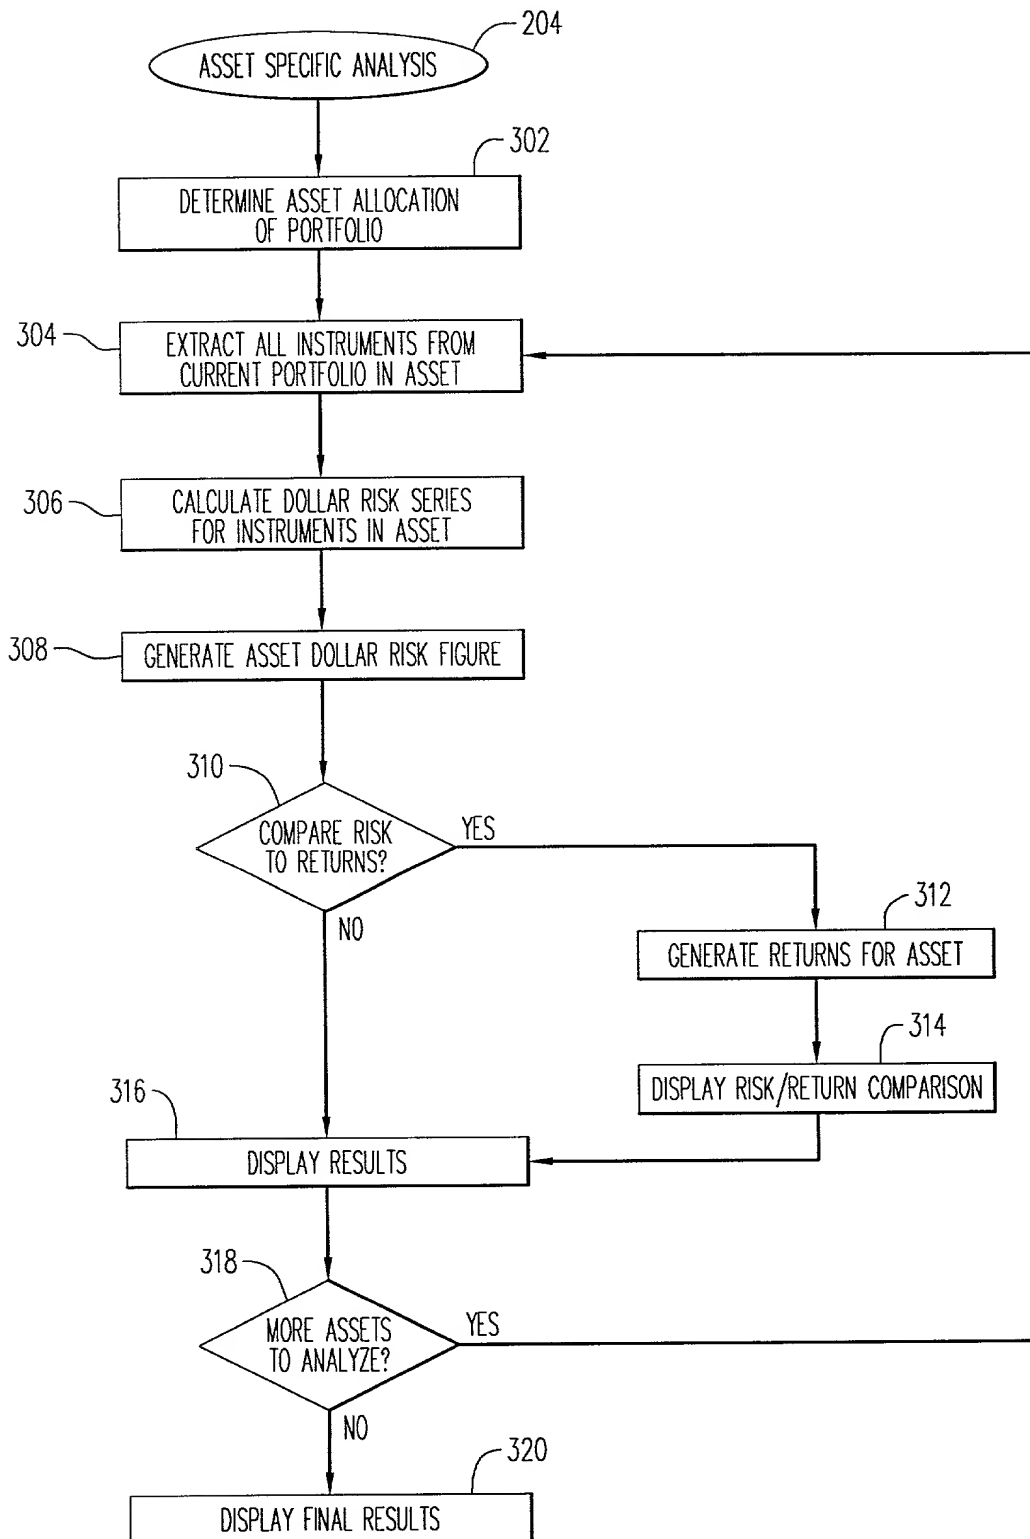 204
ASSET SPECIFIC ANALYSIS
302
DETERMINE ASSET ALLOCATION
OF PORTFOLIO
304
EXTRACT ALL INSTRUMENTS FROM
CURRENT PORTFOLIO IN ASSET
306
CALCULATE DOLLAR RISK SERIES
FOR INSTRUMENTS IN ASSET
308
GENERATE ASSET DOLLAR RISK FIGURE
310
COMPARE RISK
TO RETURNS?
YES
NO
312
GENERATE RETURNS FOR ASSET
314
DISPLAY RISK/RETURN COMPARISON
316
DISPLAY RESULTS
318
MORE ASSETS
TO ANALYZE?
YES
NO
320
DISPLAY FINAL RESULTS